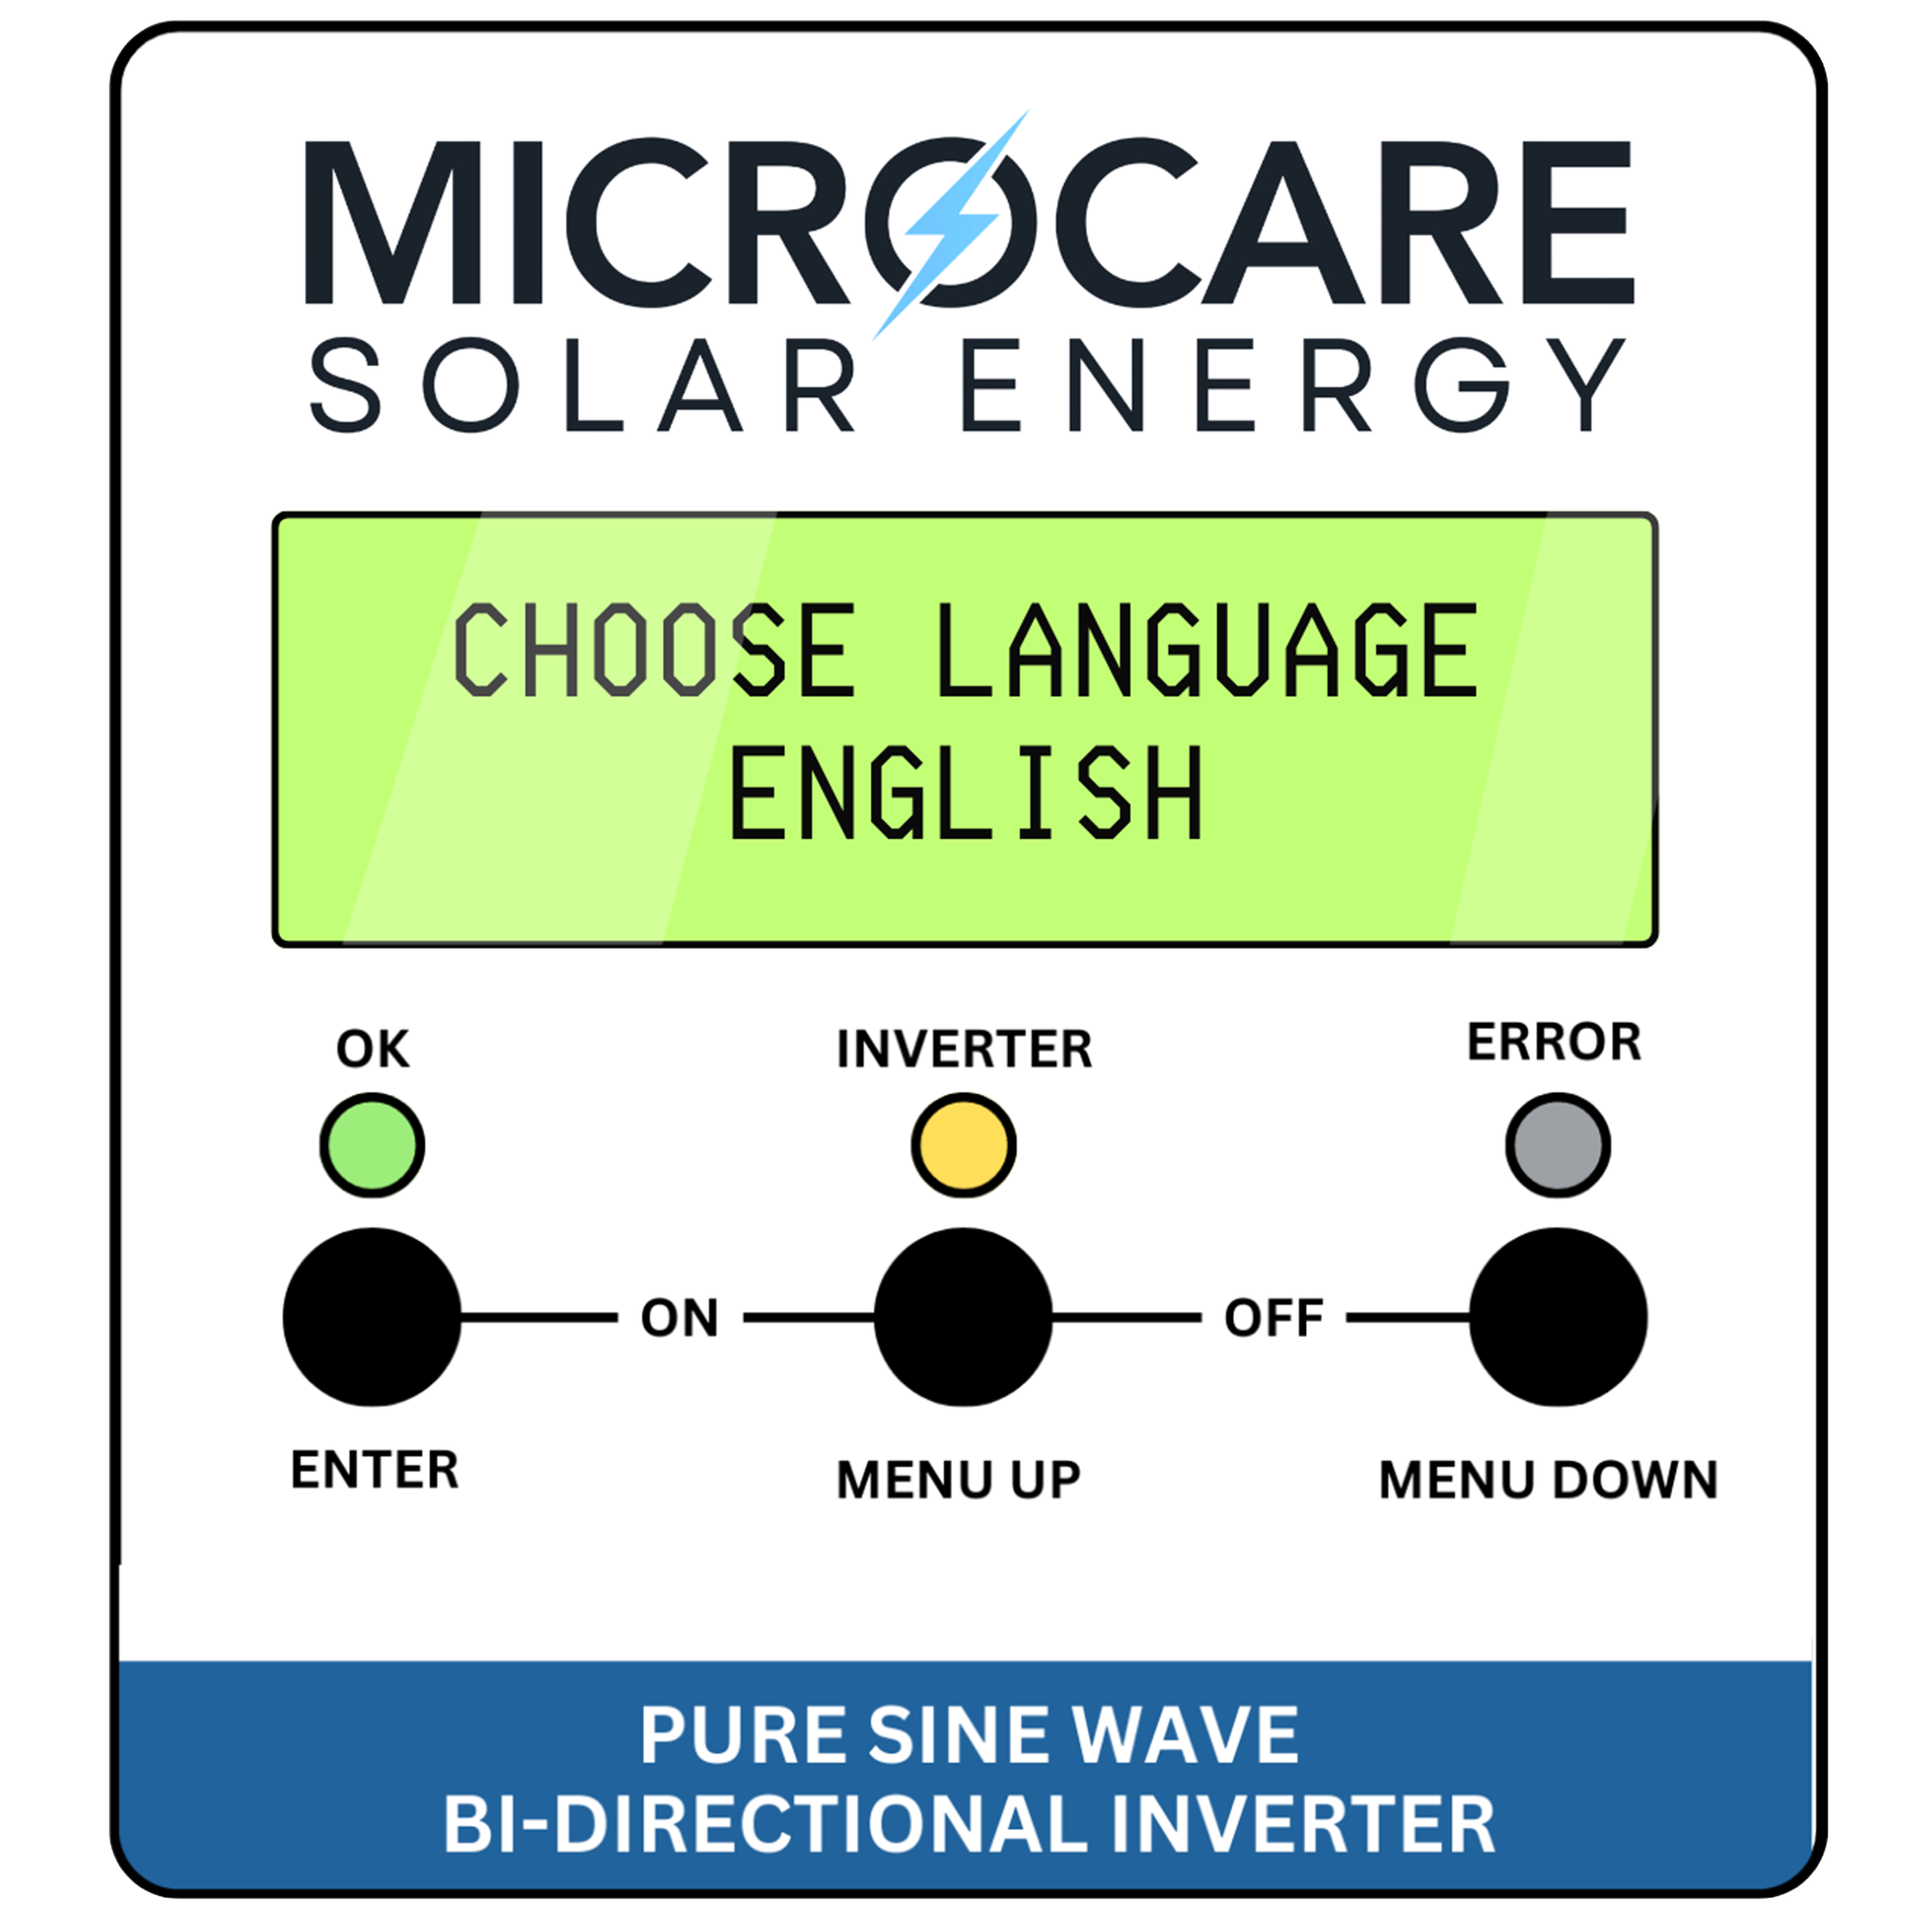 MICROCARE
SOLAR ENERGY
CHOOSE LANGUAGE
ENGLISH
OK INVERTER ERROR
ON OFF
ENTER MENU UP MENU DOWN
PURE SINE WAVE
BI-DIRECTIONAL INVERTER